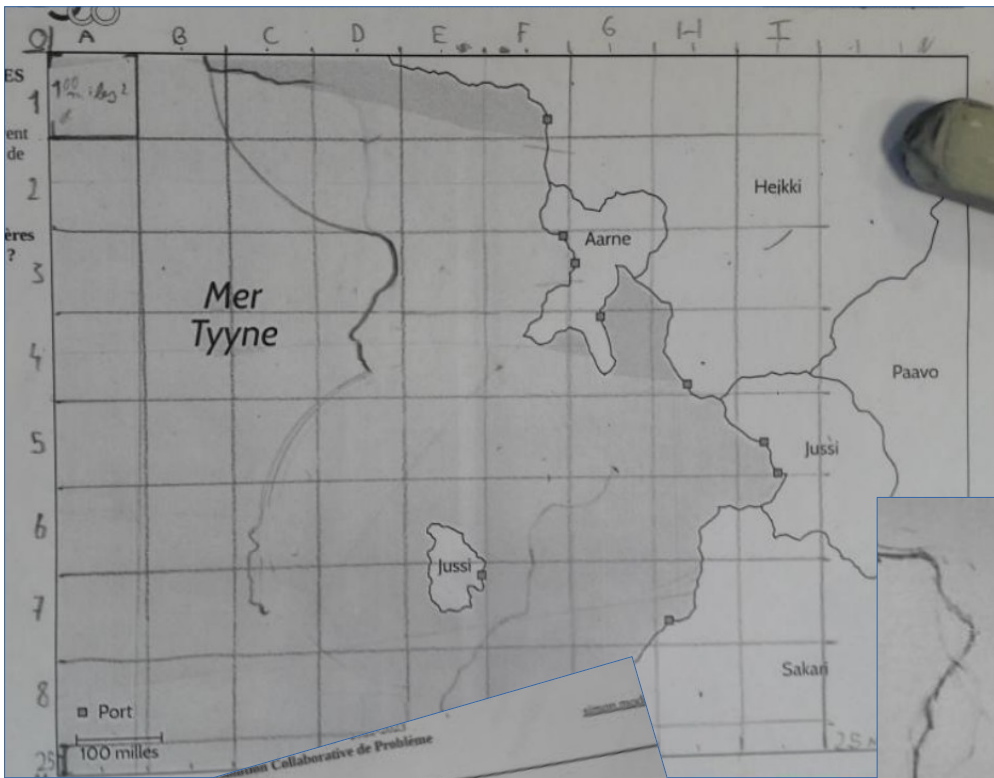 O A B C D E F G H I
ES
1
ent
de
2
ères
?
3
4
5
6
7
8
Heikki
Aarne
Mer
Tyyne
Paavo
Jussi
Jussi
Sakari
Port
100 milles
Collaborative de Problème